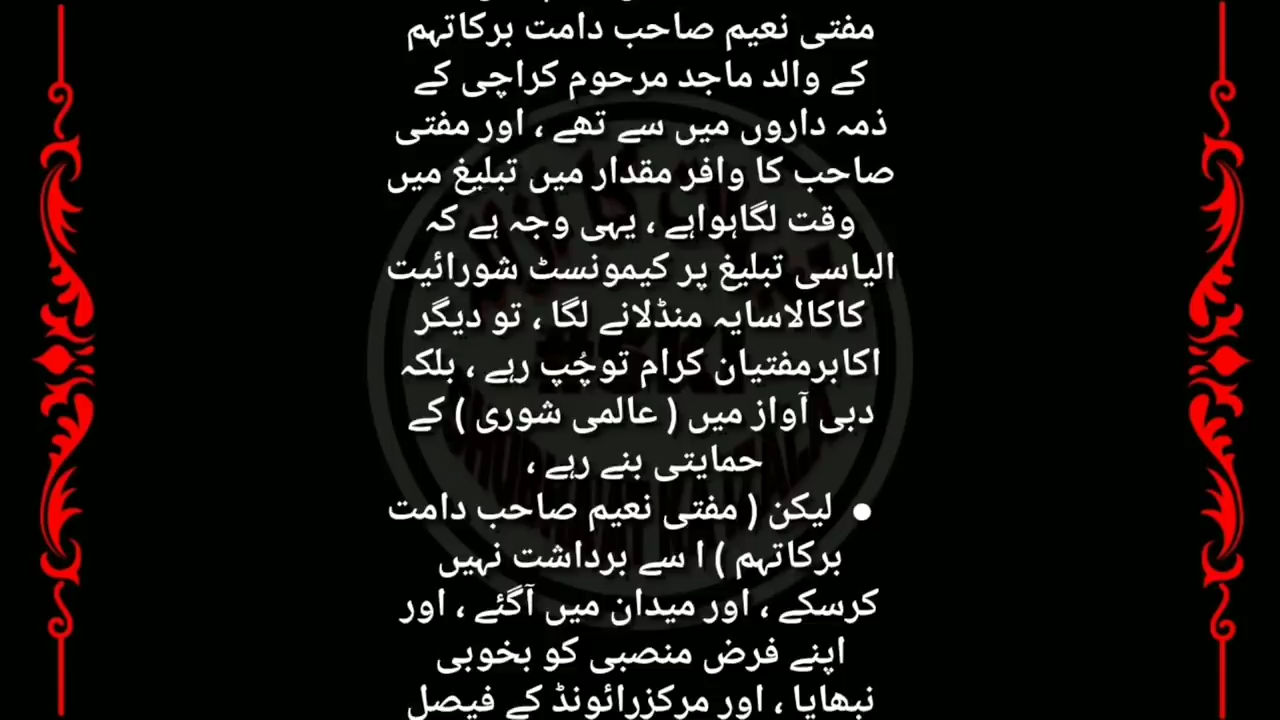 مفتی نعیم صاحب دامت برکاتہم
کے والد ماجد مرحوم کراچی کے
ذمہ داروں میں سے تھے ، اور مفتی
صاحب کا وافر مقدار میں تبلیغ میں
وقت لگاہواہے ، یہی وجہ ہے کہ
الیاسی تبلیغ پر کیمونسٹ شورائیت
کاکالاسایہ منڈلانے لگا ، تو دیگر
اکابرمفتیان کرام توچُپ رہے ، بلکہ
دبی آواز میں ( عالمی شوری ) کے
حمایتی بنے رہے ،
● لیکن ( مفتی نعیم صاحب دامت
برکاتہم ) ا سے برداشت نہیں
کرسکے ، اور میدان میں آگئے ، اور
اپنے فرض منصبی کو بخوبی
نبھایا ، اور مرکزرائونڈ کے فیصل